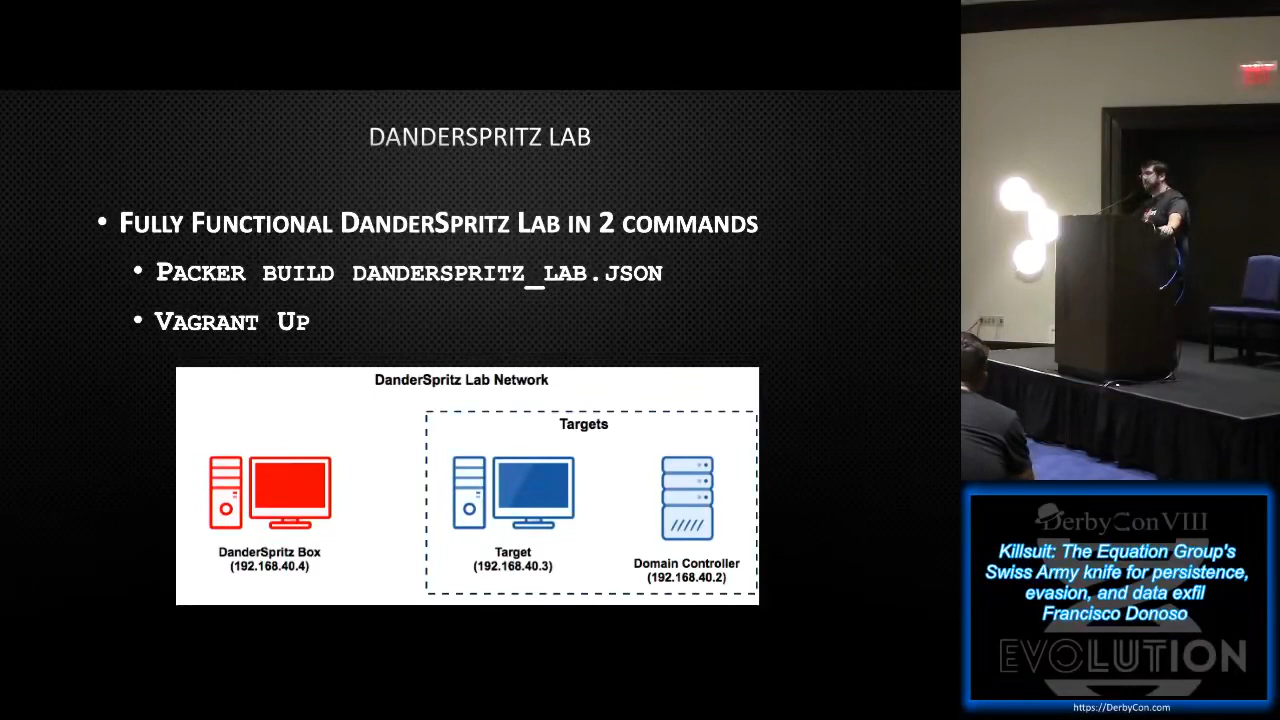 DANDERSPRITZ LAB
• FULLY FUNCTIONAL DANDERSPRITZ LAB IN 2 COMMANDS
• PACKER BUILD DANDERSPRITZ_LAB.JSON
• VAGRANT UP
DanderSpritz Lab Network
Targets
DanderSpritz Box
(192.168.40.4)
Target
(192.168.40.3)
Domain Controller
(192.168.40.2)
EXIT
DerbyCon VIII
Killsuit: The Equation Group's
Swiss Army knife for persistence,
evasion, and data exfil
Francisco Donoso
EVOLUTION
https://DerbyCon.com